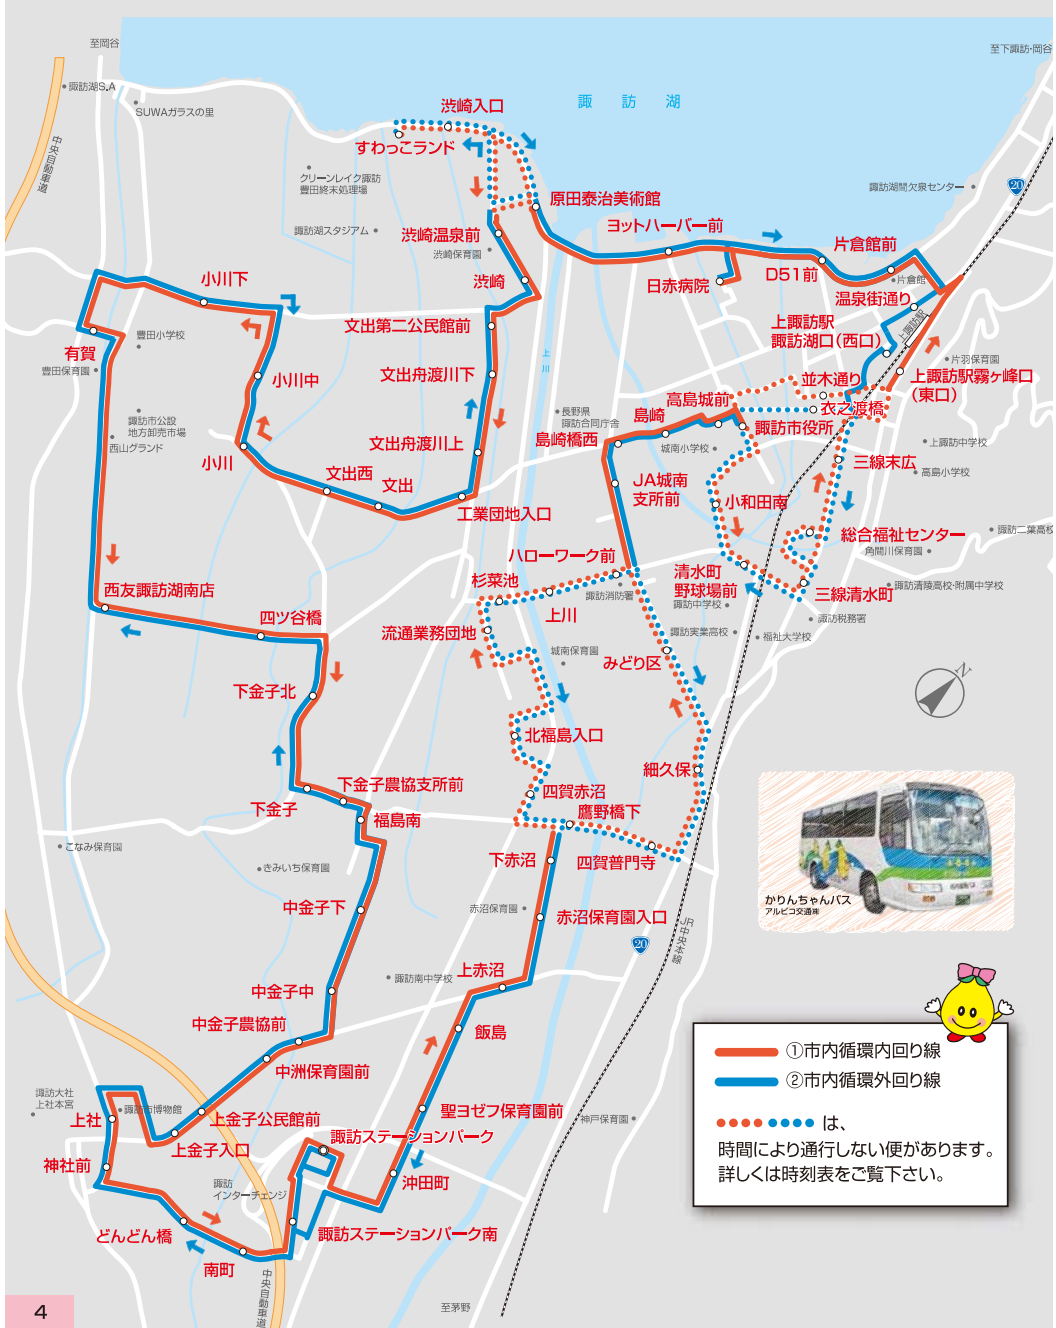 至岡谷
至下諏訪・岡谷
諏訪湖S.A
SUWAガラスの里
中央自動車道
渋崎入口
諏訪湖
すわっこランド
クリーンレイク諏訪
豊田終末処理場
諏訪湖間欠泉センター
20
原田泰治美術館
ヨットハーバー前
諏訪湖スタジアム
渋崎温泉前
渋崎保育園
片倉館前
片倉館
D51前
日赤病院
渋崎
小川下
温泉街通り
上諏訪駅
諏訪湖口(西口)
上諏訪駅
文出第二公民館前
豊田小学校
有賀
豊田保育園
上川
片羽保育園
上諏訪駅霧ヶ峰口
(東口)
小川中
文出舟渡川下
並木通り
高島城前
衣之渡橋
島崎
長野県
諏訪合同庁舎
諏訪市公設
地方卸売市場
西山グランド
諏訪市役所
島崎橋西
文出舟渡川上
城南小学校
上諏訪中学校
小川
三線末広
高島小学校
文出西
文出
JA城南
支所前
小和田南
工業団地入口
総合福祉センター
諏訪二葉高校
角間川保育園
ハローワーク前
清水町
野球場前
杉菜池
諏訪消防署
諏訪中学校
三線清水町
諏訪清陵高校・附属中学校
西友諏訪湖南店
四ツ谷橋
上川
諏訪税務署
流通業務団地
諏訪実業高校
福祉大学校
城南保育園
みどり区
N
下金子北
北福島入口
細久保
下金子農協支所前
下金子
四賀赤沼
福島南
鷹野橋下
こなみ保育園
下赤沼
四賀普門寺
きみいち保育園
かりんちゃんバス
アルピコ交通㈱
中金子下
赤沼保育園
赤沼保育園入口
JR中央本線
20
上赤沼
諏訪南中学校
中金子中
中金子農協前
飯島
①市内循環内回り線
中洲保育園前
②市内循環外回り線
諏訪大社
上社本宮
諏訪市博物館
上社
上金子公民館前
聖ヨゼフ保育園前
神戸保育園
は、
時間により通行しない便があります。
詳しくは時刻表をご覧下さい。
上金子入口
諏訪ステーションパーク
神社前
沖田町
諏訪
インターチェンジ
どんどん橋
諏訪ステーションパーク南
南町
中央自動車道
至茅野
4